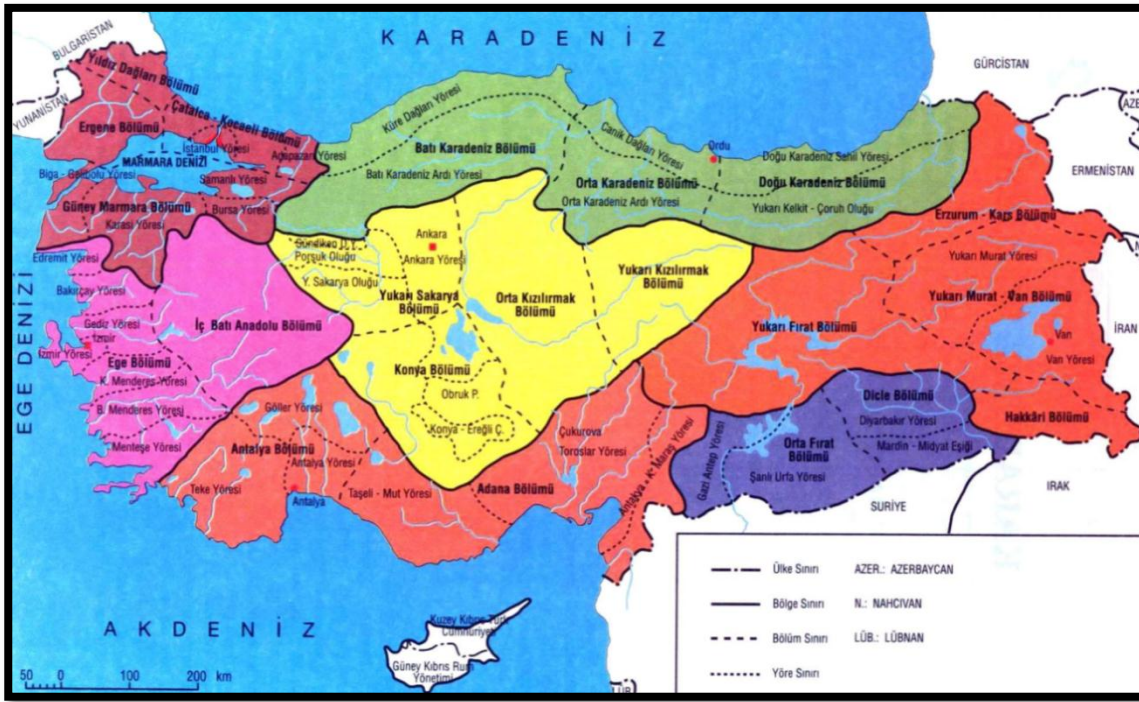 KARADENİZ
BULGARİSTAN
YUNANİSTAN
GÜRCİSTAN
AZE
ERMENİSTAN
N
İRAN
IRAK
SURİYE
LÜB
EGE DENİZİ
AKDENİZ
MARMARA DENİZİ
Yıldız Dağları Bölümü
Çatalca - Kocaeli Bölümü
Ergene Bölümü
İstanbul Yöresi
Adapazarı Yöresi
Biga - Gelibolu Yöresi
Samanlı Yöresi
Güney Marmara Bölümü
Bursa Yöresi
Karası Yöresi
Küre Dağları Yöresi
Batı Karadeniz Bölümü
Batı Karadeniz Ardı Yöresi
Canik Dağları Yöresi
Orta Karadeniz Bölümü
Orta Karadeniz Ardı Yöresi
Ordu
Doğu Karadeniz Sahil Yöresi
Doğu Karadeniz Bölümü
Yukarı Kelkit - Çoruh Oluğu
Edremit Yöresi
Bakırçay Yöresi
Gediz Yöresi
İzmir
İzmir Yöresi
Ege Bölümü
K. Menderes Yöresi
B. Menderes Yöresi
Menteşe Yöresi
İç Batı Anadolu Bölümü
Porsuk Oluğu
Y. Sakarya Oluğu
Ankara
Ankara Yöresi
Yukarı Sakarya
Bölümü
Orta Kızılırmak
Bölümü
Yukarı Kızılırmak
Bölümü
Konya Bölümü
Obruk P.
Konya - Ereğli Ç.
Erzurum - Kars Bölümü
Yukarı Murat Yöresi
Yukarı Murat - Van Bölümü
Yukarı Fırat Bölümü
Van
Van Yöresi
Hakkâri Bölümü
Dicle Bölümü
Diyarbakır Yöresi
Mardin - Midyat Eşiği
Orta Fırat
Bölümü
Gazi Antep Yöresi
Şanlı Urfa Yöresi
Göller Yöresi
Antalya Bölümü
Antalya Yöresi
Teke Yöresi
Antalya
Taşeli - Mut Yöresi
Adana Bölümü
Çukurova
Toroslar Yöresi
Antakya - K. Maraş Yöresi
Kuzey Kıbrıs Türk
Cumhuriyeti
Güney Kıbrıs Rum
Yönetimi
50 0 100 200 km
Ülke Sınırı AZER.: AZERBAYCAN
Bölge Sınırı N.: NAHCIVAN
Bölüm Sınırı LÜB.: LÜBNAN
Yöre Sınırı